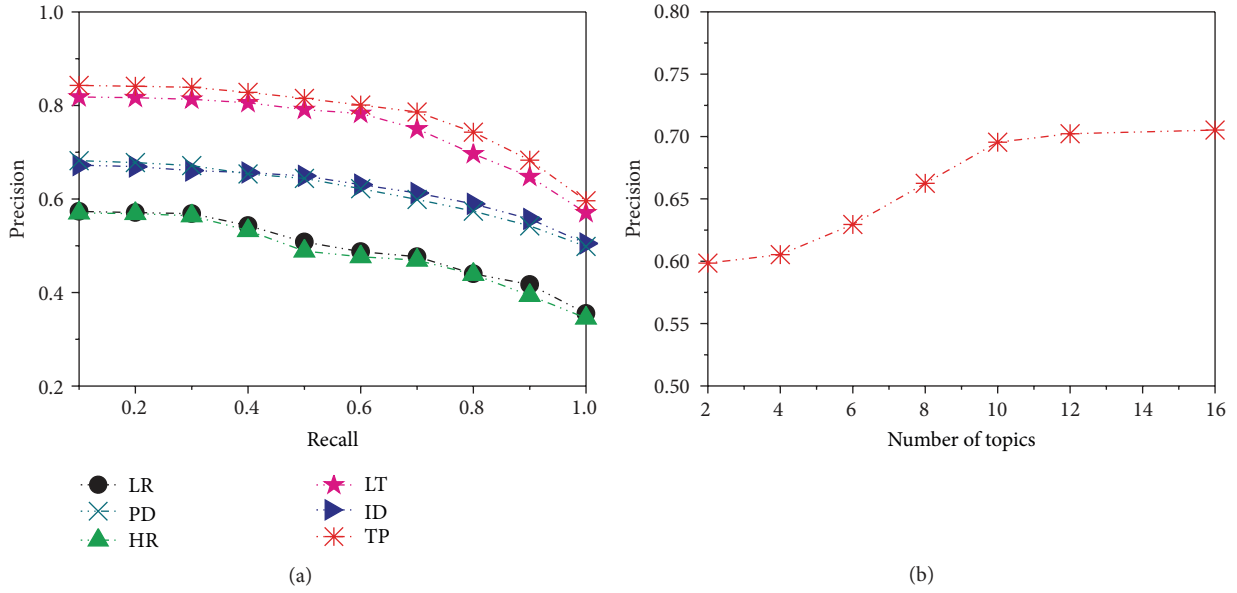 1.0
0.8
0.6
0.4
0.2
Precision
0.2 0.4 0.6 0.8 1.0
Recall
LR
PD
HR
LT
ID
TP
(a)
0.80
0.75
0.70
0.65
0.60
0.55
0.50
Precision
2 4 6 8 10 12 14 16
Number of topics
(b)